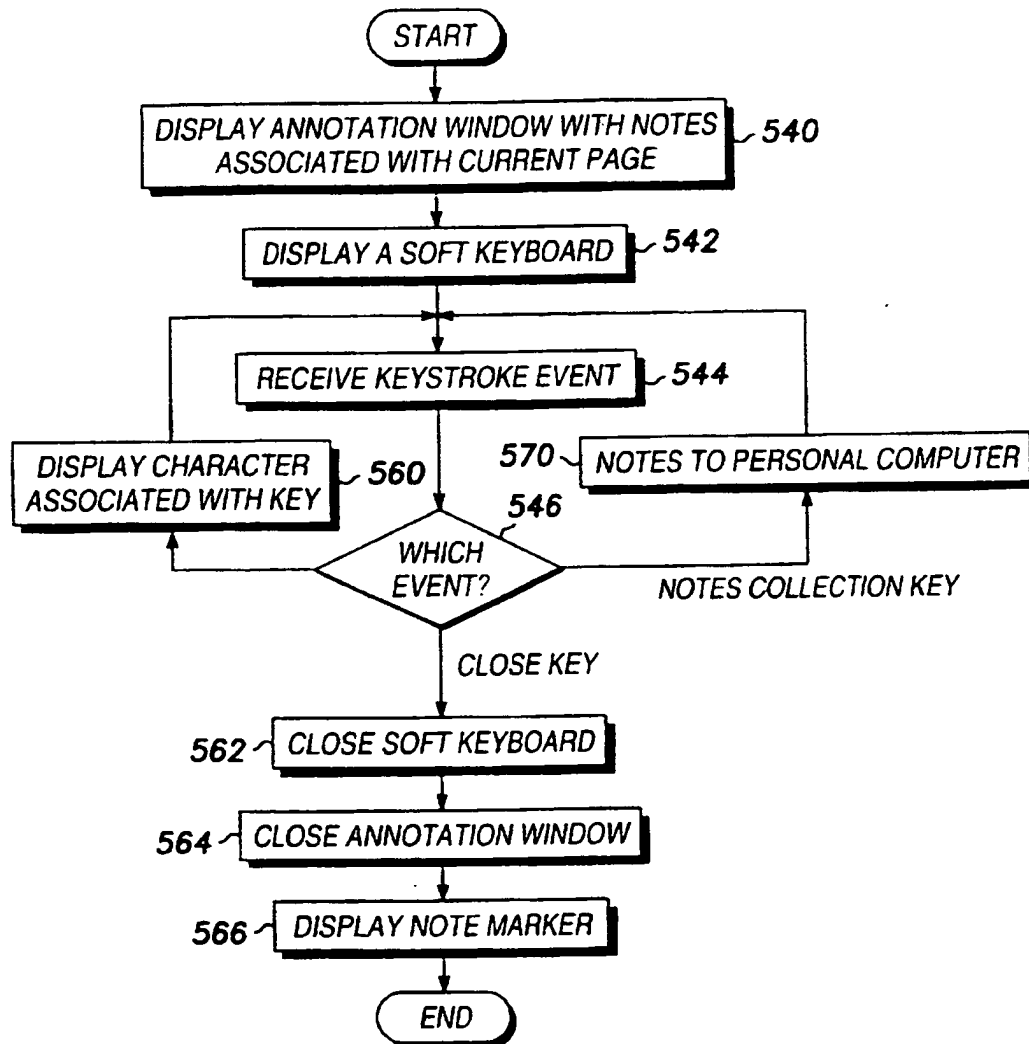 START
DISPLAY ANNOTATION WINDOW WITH NOTES
ASSOCIATED WITH CURRENT PAGE
540
DISPLAY A SOFT KEYBOARD
542
RECEIVE KEYSTROKE EVENT
544
DISPLAY CHARACTER
ASSOCIATED WITH KEY
560
570
NOTES TO PERSONAL COMPUTER
546
WHICH
EVENT?
NOTES COLLECTION KEY
CLOSE KEY
562
CLOSE SOFT KEYBOARD
564
CLOSE ANNOTATION WINDOW
566
DISPLAY NOTE MARKER
END